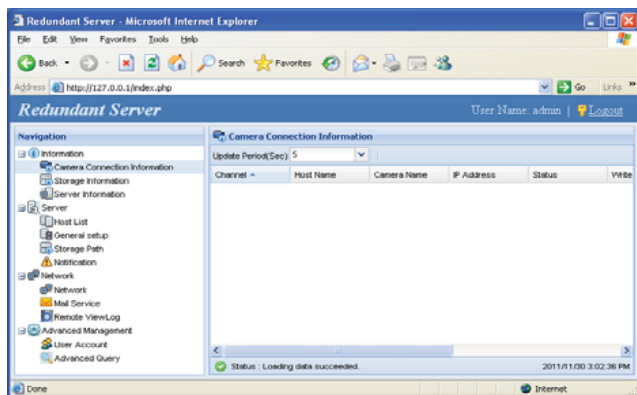 Redundant Server - Microsoft Internet Explorer
File Edit View Favorites Tools Help
Back Search Favorites
Address http://127.0.0.1/index.php Go Links »
Redundant Server User Name: admin | Logout
Navigation
Information
Camera Connection Information
Storage Information
Server Information
Server
Host List
General setup
Storage Path
Notification
Network
Network
Mail Service
Remote ViewLog
Advanced Management
User Account
Advanced Query
Camera Connection Information
Update Period(Sec) 5
Channel Host Name Camera Name IP Address Status Write
Status : Loading data succeeded. 2011/11/30 3:02:36 PM
Done Internet